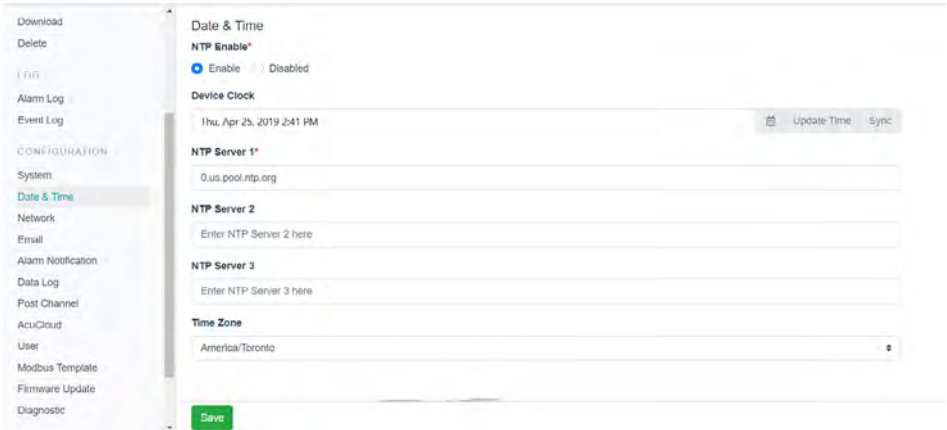 Download
Delete
LOG
Alarm Log
Event Log
CONFIGURATION
System
Date & Time
Network
Email
Alarm Notification
Data Log
Post Channel
AcuCloud
User
Modbus Template
Firmware Update
Diagnostic
Date & Time
NTP Enable*
Enable Disabled
Device Clock
Thu, Apr 25, 2019 2:41 PM Update Time Sync
NTP Server 1*
0.us.pool.ntp.org
NTP Server 2
Enter NTP Server 2 here
NTP Server 3
Enter NTP Server 3 here
Time Zone
America/Toronto
Save